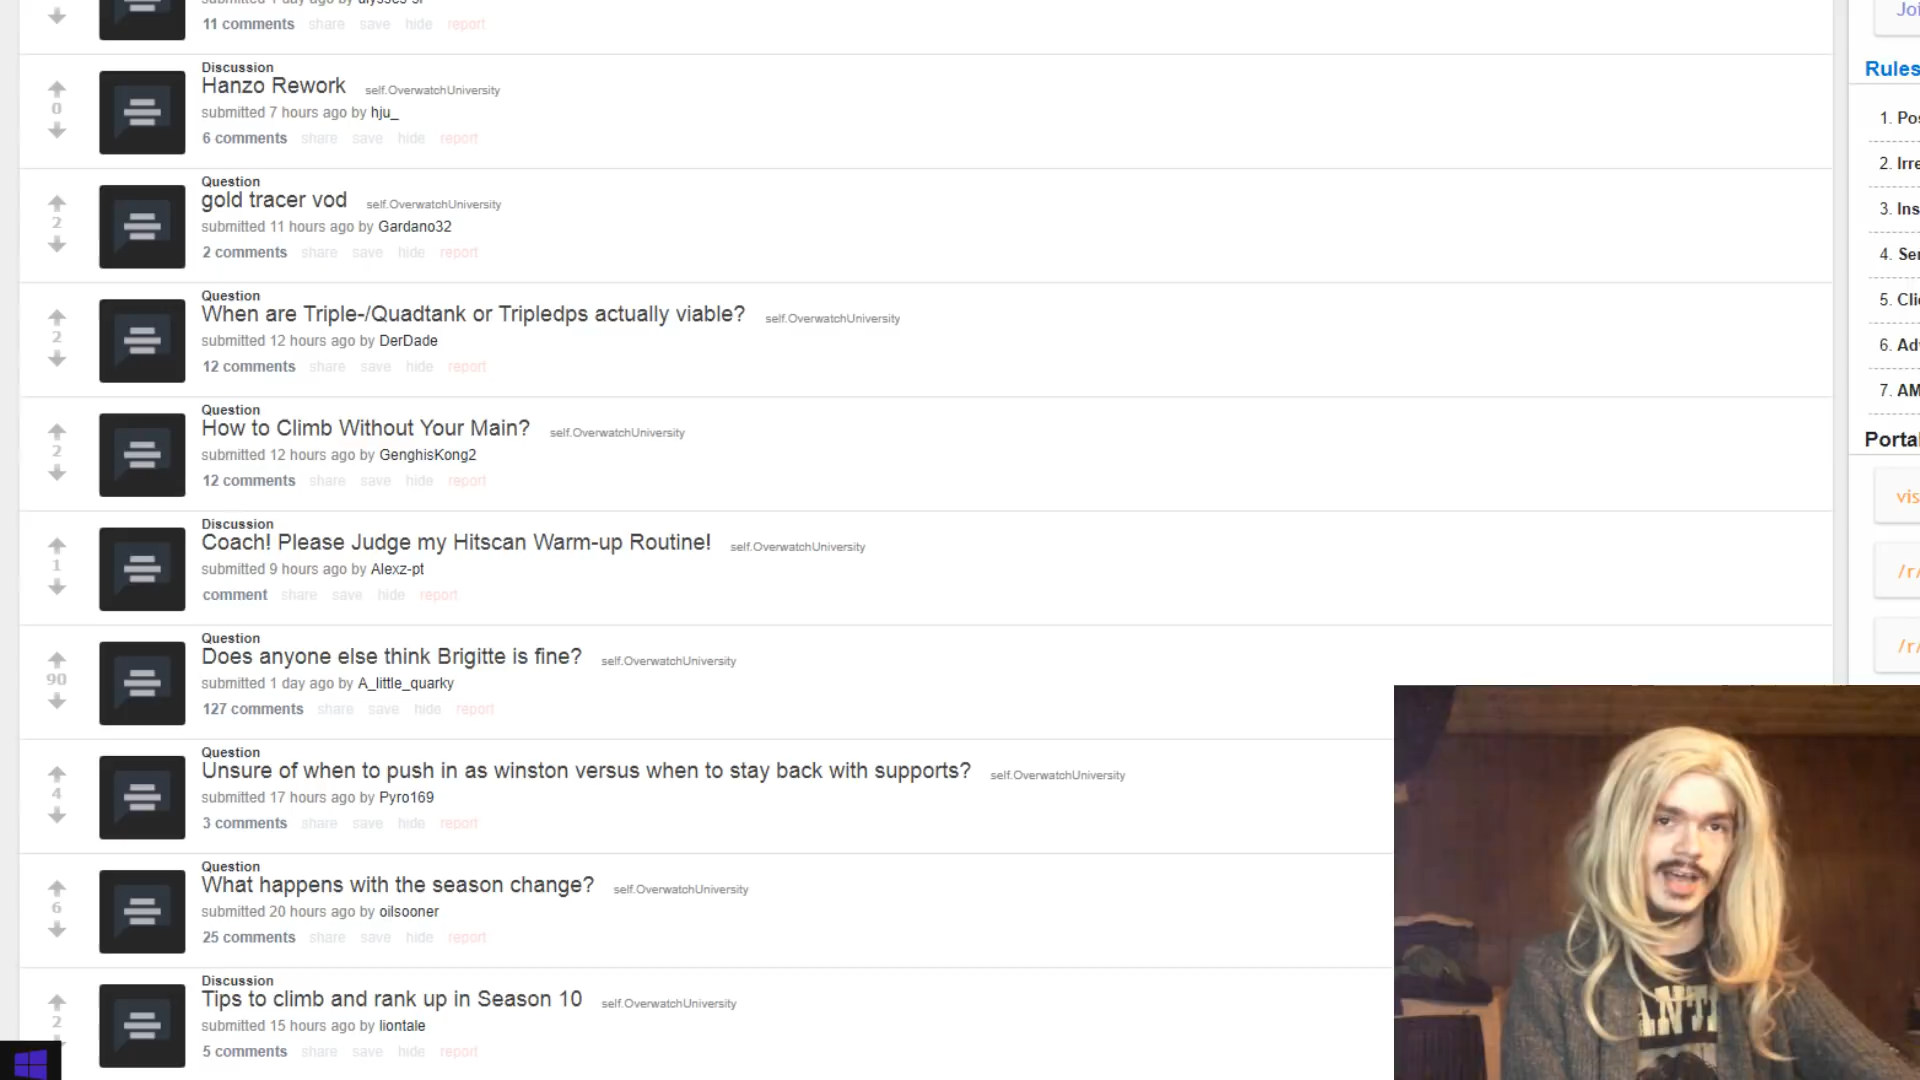 11 comments share save hide report
Discussion
Hanzo Rework self.OverwatchUniversity
0
submitted 7 hours ago by hju_
6 comments share save hide report
Question
gold tracer vod self.OverwatchUniversity
2
submitted 11 hours ago by Gardano32
2 comments share save hide report
Question
When are Triple-/Quadtank or Tripledps actually viable? self.OverwatchUniversity
2
submitted 12 hours ago by DerDade
12 comments share save hide report
Question
How to Climb Without Your Main? self.OverwatchUniversity
2
submitted 12 hours ago by GenghisKong2
12 comments share save hide report
Discussion
Coach! Please Judge my Hitscan Warm-up Routine! self.OverwatchUniversity
1
submitted 9 hours ago by Alexz-pt
comment share save hide report
Question
Does anyone else think Brigitte is fine? self.OverwatchUniversity
90
submitted 1 day ago by A_little_quarky
127 comments share save hide report
Question
Unsure of when to push in as winston versus when to stay back with supports? self.OverwatchUniversity
4
submitted 17 hours ago by Pyro169
3 comments share save hide report
Question
What happens with the season change? self.OverwatchUniversity
6
submitted 20 hours ago by oilsooner
25 comments share save hide report
Discussion
Tips to climb and rank up in Season 10 self.OverwatchUniversity
2
submitted 15 hours ago by liontale
5 comments share save hide report
Joi
Rules
1. Pos
2. Irre
3. Ins
4. Ser
5. Clic
6. Adv
7. AM
Portal
vis
/r/
/r/